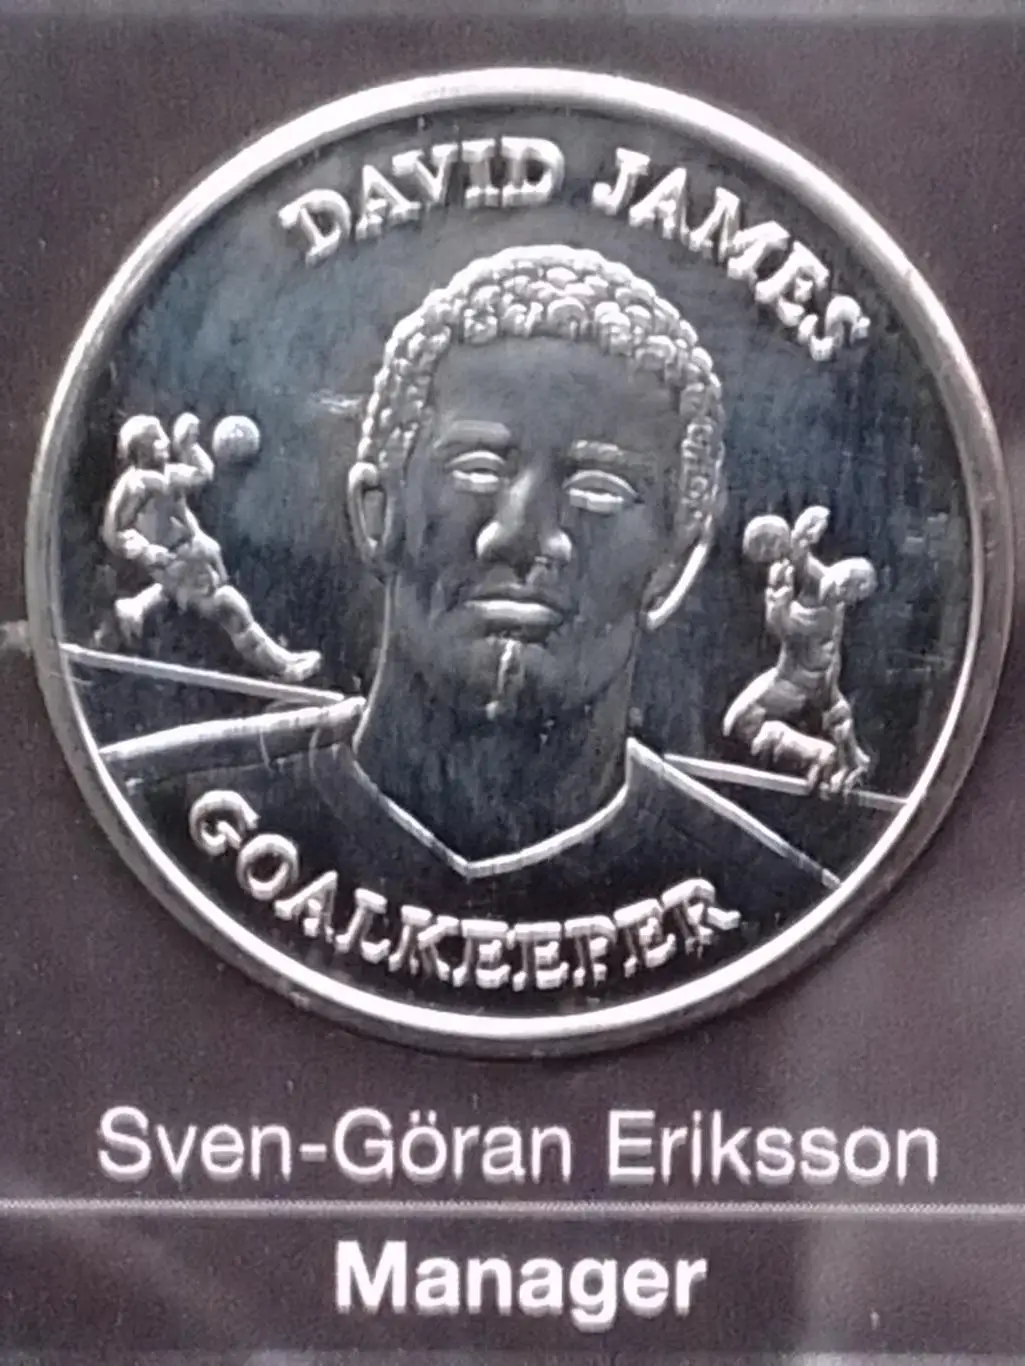 DAVID JAMES
GOALKEEPER
Sven-Göran Eriksson
Manager